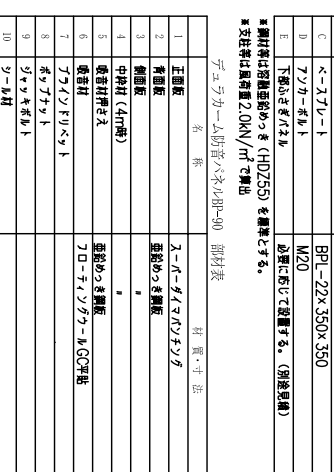 C ベースプレート BPL-22×350×350
D アンカーボルト M20
E 下部ふさぎパネル 必要に応じて設置する。(別途見積)
※鋼材等は溶融亜鉛めっき(HDZ55)を標準とする。
※支柱等は風荷重2.0kN/㎡で算出
デュラカーム防音パネルBP-90 部材表
名 称 材 質・寸 法
1 正面板 スーパーダイマパンチング
2 背面板 亜鉛めっき鋼板
3 側面板 〃
4 中枠材(4m時) 〃
5 吸音材押さえ 亜鉛めっき鋼板
6 吸音材 フローティングウールGC平貼
7 ブラインドリベット
8 ポップナット
9 ジャッキボルト
10 シール材